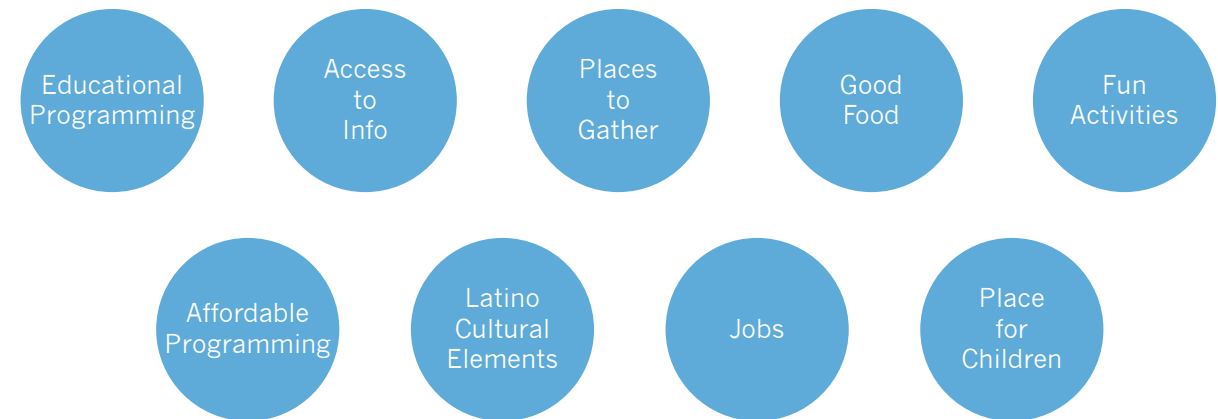 Educational
Programming
Access
to
Info
Places
to
Gather
Good
Food
Fun
Activities
Affordable
Programming
Latino
Cultural
Elements
Jobs
Place
for
Children